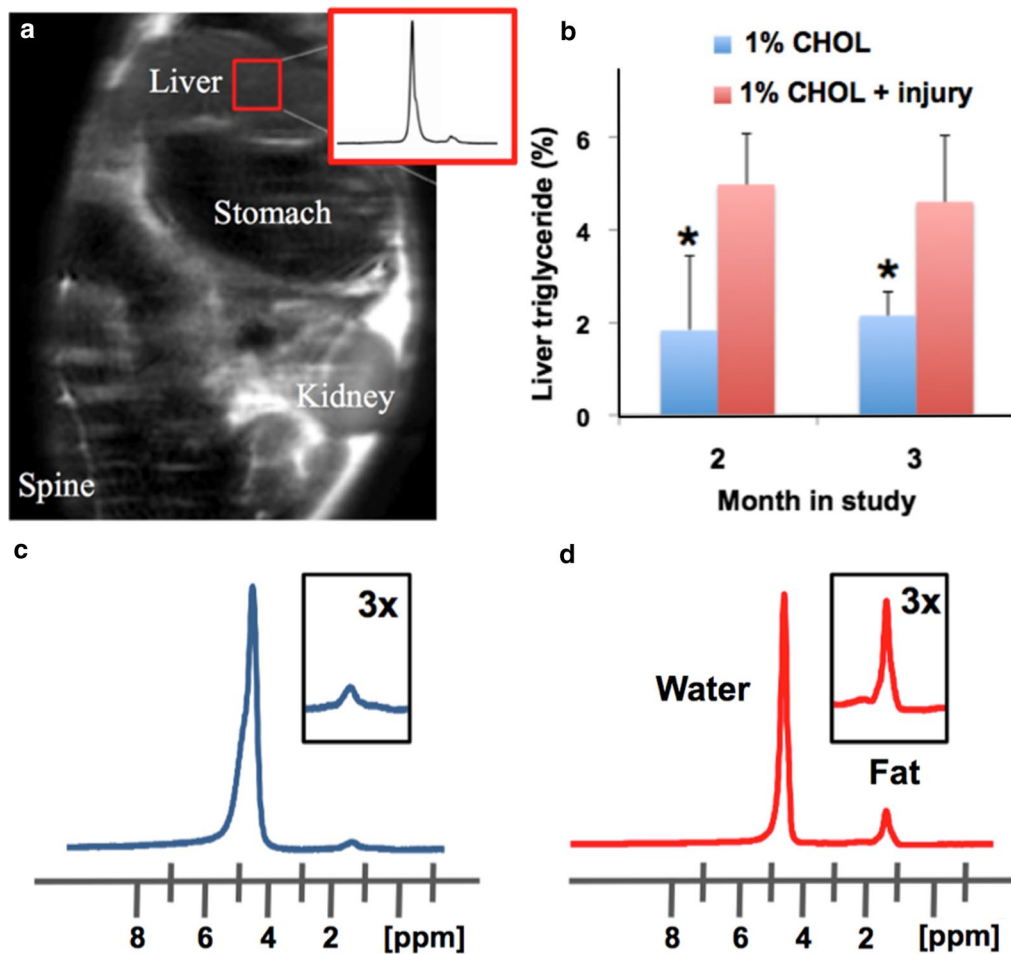 a
Liver
Stomach
Kidney
Spine
b
1% CHOL
1% CHOL + injury
Liver triglyceride (%)
6
4
2
0
*
*
2
3
Month in study
c
3x
8 6 4 2 [ppm]
d
3x
Water
Fat
8 6 4 2 [ppm]